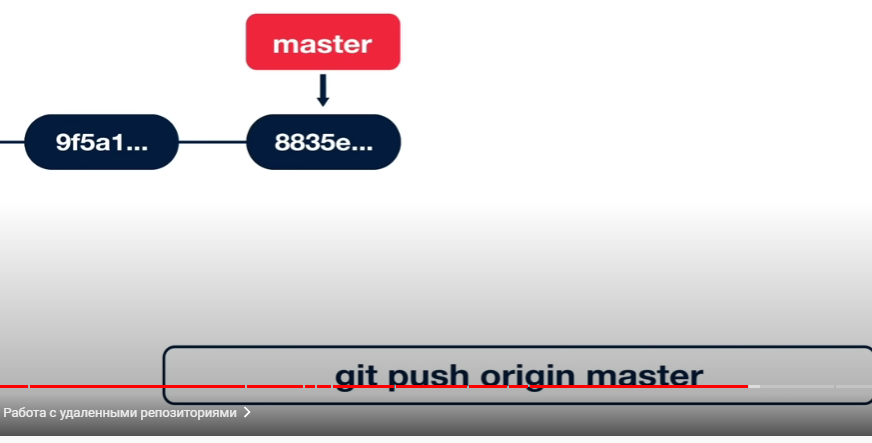 master
9f5a1...
8835e...
git push origin master
Работа с удаленными репозиториями